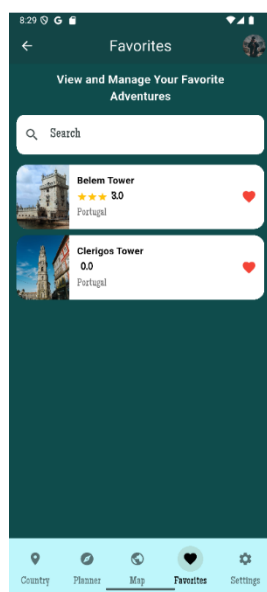 8:29
Favorites
View and Manage Your Favorite
Adventures
Search
Belem Tower
3.0
Portugal
Clerigos Tower
0.0
Portugal
Country Planner Map Favorites Settings